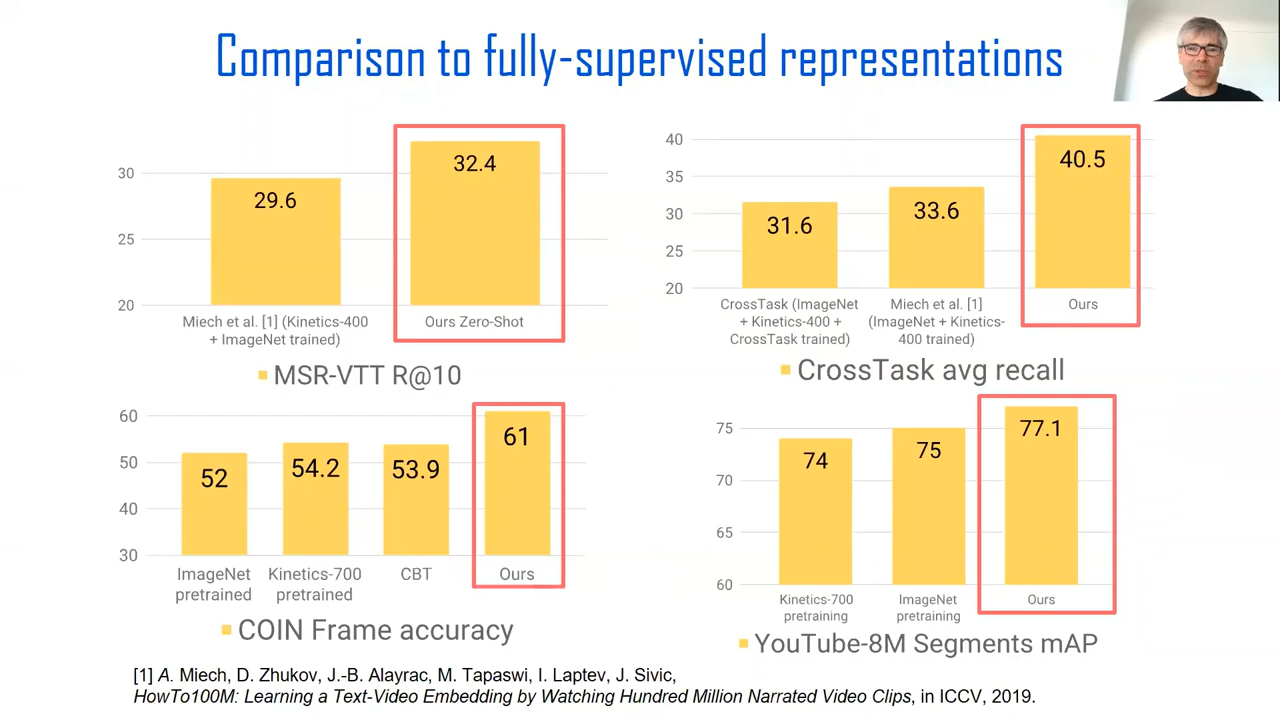 Comparison to fully-supervised representations
30
25
20
29.6
32.4
Miech et al. [1] (Kinetics-400
+ ImageNet trained)
Ours Zero-Shot
MSR-VTT R@10
40
35
30
25
20
31.6
33.6
40.5
CrossTask (ImageNet
+ Kinetics-400 +
CrossTask trained)
Miech et al. [1]
(ImageNet + Kinetics-
400 trained)
Ours
CrossTask avg recall
60
50
40
30
52
54.2
53.9
61
ImageNet
pretrained
Kinetics-700
pretrained
CBT
Ours
COIN Frame accuracy
75
70
65
60
74
75
77.1
Kinetics-700
pretraining
ImageNet
pretraining
Ours
YouTube-8M Segments mAP
[1] A. Miech, D. Zhukov, J.-B. Alayrac, M. Tapaswi, I. Laptev, J. Sivic,
HowTo100M: Learning a Text-Video Embedding by Watching Hundred Million Narrated Video Clips, in ICCV, 2019.